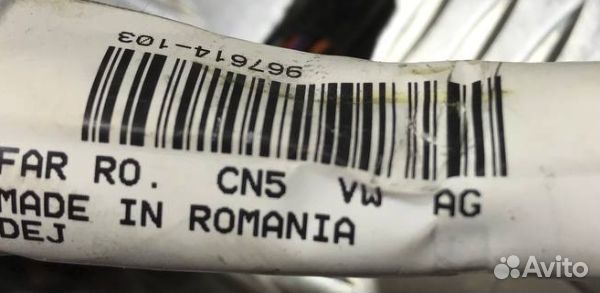 967614-103
FAR RO. CN5 VW AG
MADE IN ROMANIA
DEJ
Avito